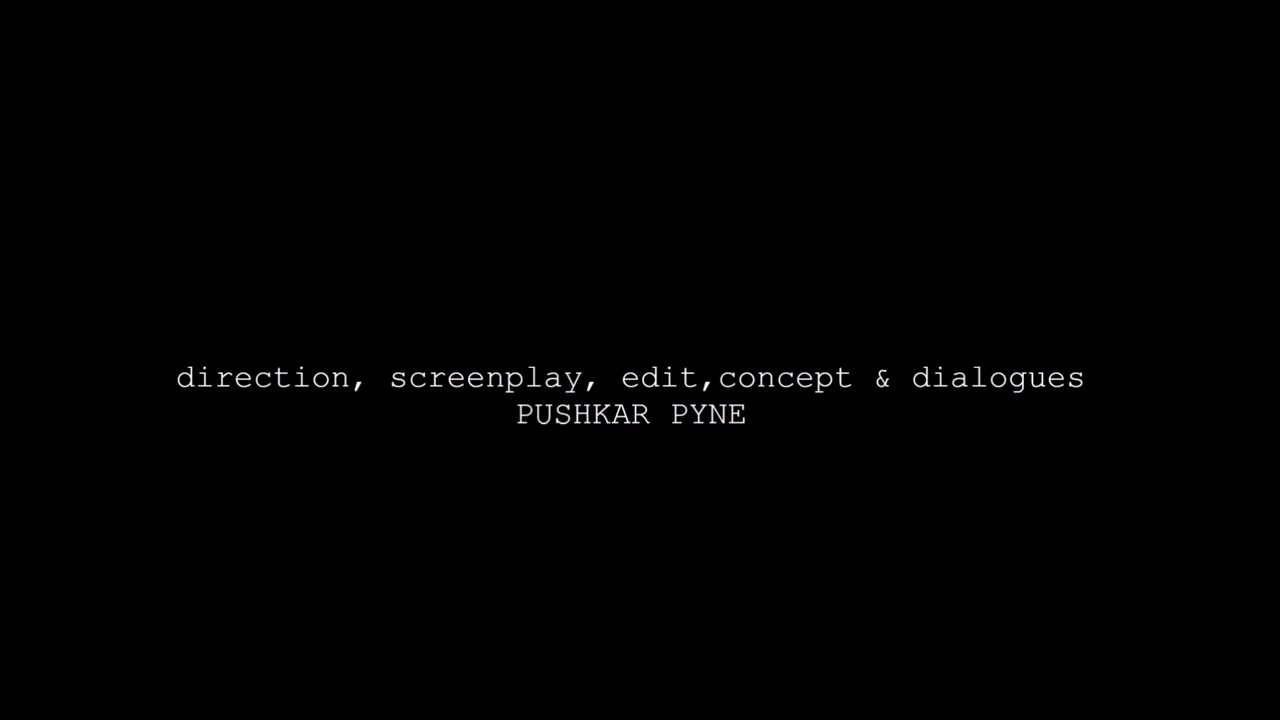 direction, screenplay, edit,concept & dialogues
PUSHKAR PYNE